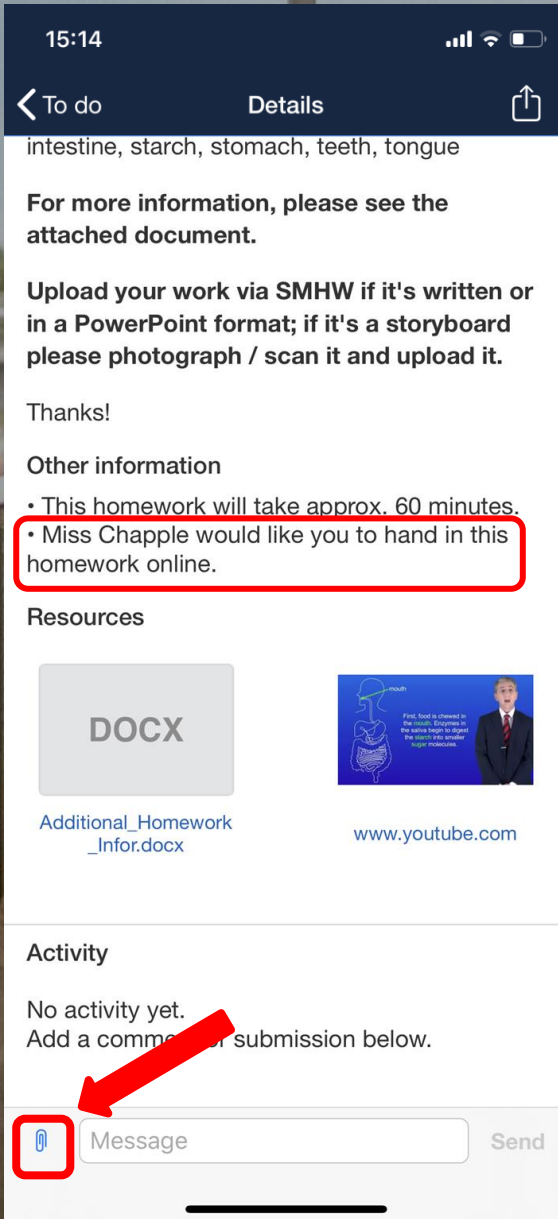 15:14
To do
Details
intestine, starch, stomach, teeth, tongue
For more information, please see the
attached document.
Upload your work via SMHW if it's written or
in a PowerPoint format; if it's a storyboard
please photograph / scan it and upload it.
Thanks!
Other information
• This homework will take approx. 60 minutes.
• Miss Chapple would like you to hand in this
homework online.
Resources
DOCX
mouth
First, food is chewed in
the mouth. Enzymes in
the saliva begin to digest
the starch into smaller
sugar molecules.
Additional_Homework
_Infor.docx
www.youtube.com
Activity
No activity yet.
Add a comment or submission below.
Message
Send